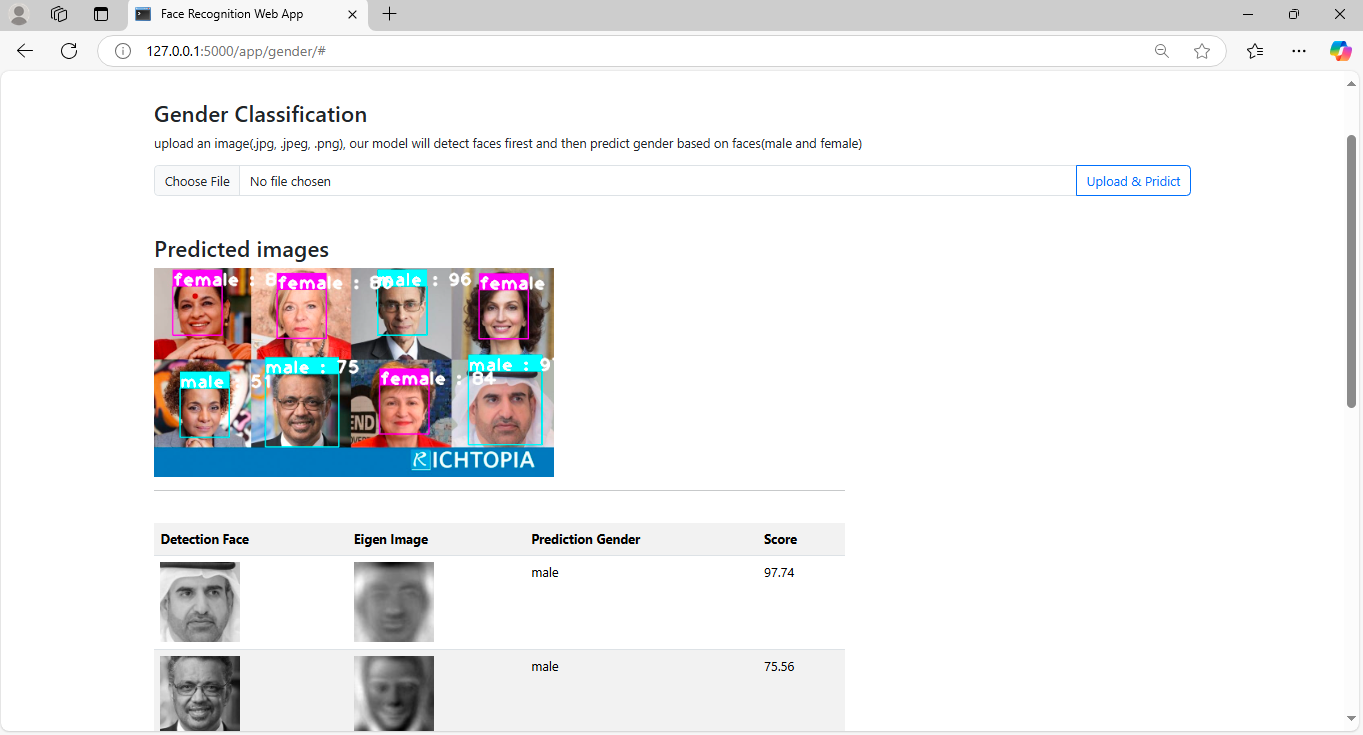 Face Recognition Web App
127.0.0.1:5000/app/gender/#
Gender Classification
upload an image(.jpg, .jpeg, .png), our model will detect faces firest and then predict gender based on faces(male and female)
Choose File No file chosen Upload & Pridict
Predicted images
female : female : male : 96 female
male : 51 male : 75 female : 84 male : 97
END
RICHTOPIA
Detection Face Eigen Image Prediction Gender Score
male 97.74
male 75.56